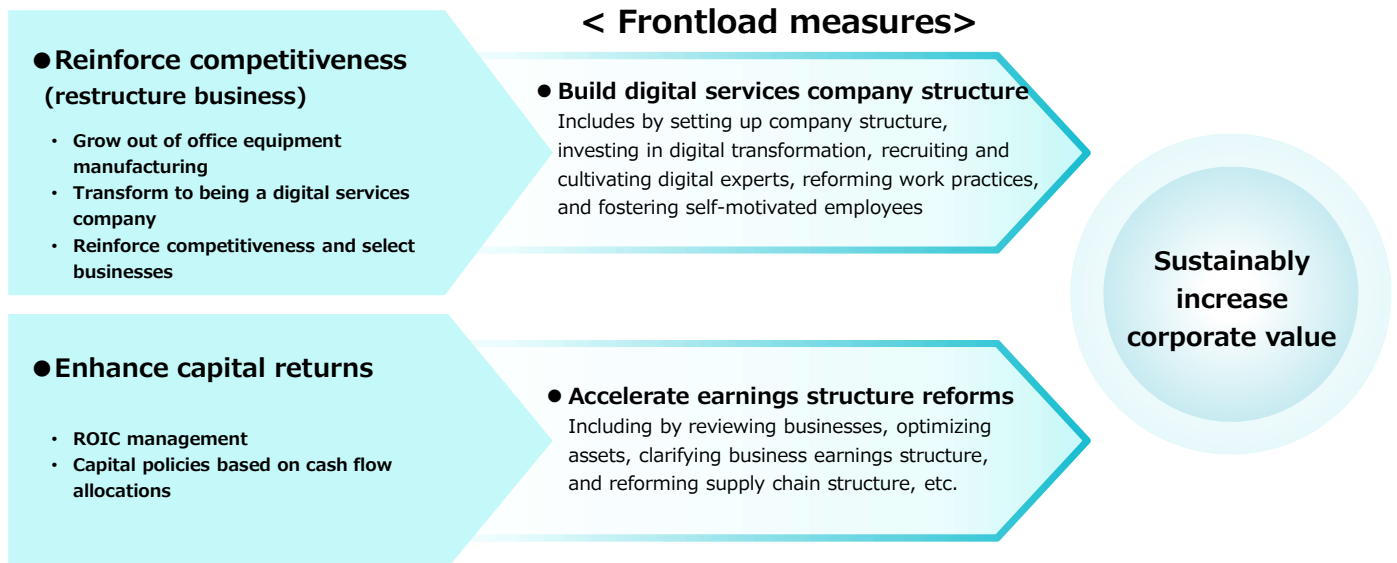 < Frontload measures>
●Reinforce competitiveness
(restructure business)
• Grow out of office equipment
manufacturing
• Transform to being a digital services
company
• Reinforce competitiveness and select
businesses
● Build digital services company structure
Includes by setting up company structure,
investing in digital transformation, recruiting and
cultivating digital experts, reforming work practices,
and fostering self-motivated employees
●Enhance capital returns
• ROIC management
• Capital policies based on cash flow
allocations
● Accelerate earnings structure reforms
Including by reviewing businesses, optimizing
assets, clarifying business earnings structure,
and reforming supply chain structure, etc.
Sustainably
increase
corporate value